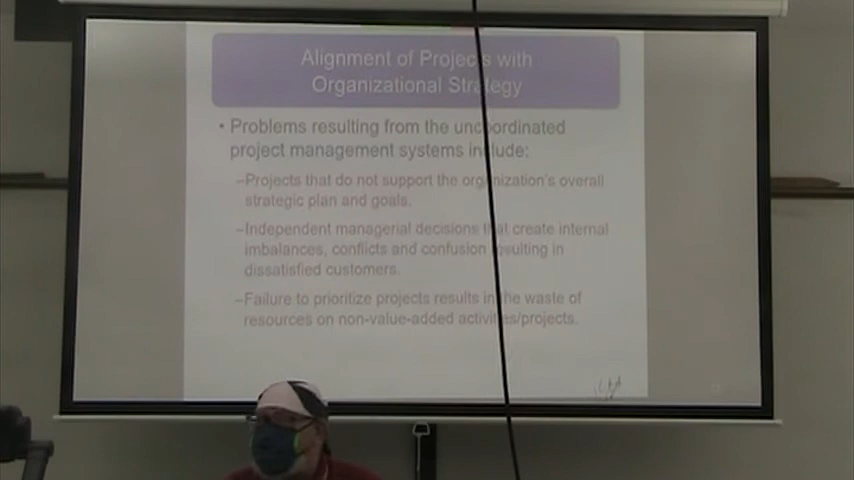 Alignment of Projects with
Organizational Strategy
• Problems resulting from the uncoordinated
project management systems include:
–Projects that do not support the organization's overall
strategic plan and goals.
–Independent managerial decisions that create internal
imbalances, conflicts and confusion resulting in
dissatisfied customers.
–Failure to prioritize projects results in the waste of
resources on non-value-added activities/projects.